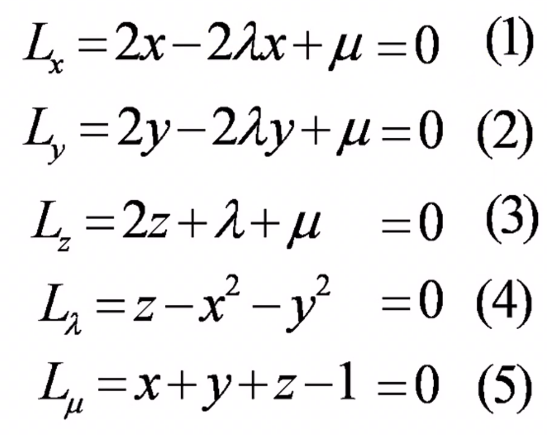 Lₓ = 2x − 2λx + μ = 0 (1)
L_y = 2y − 2λy + μ = 0 (2)
L_z = 2z + λ + μ = 0 (3)
L_λ = z − x² − y² = 0 (4)
L_μ = x + y + z − 1 = 0 (5)